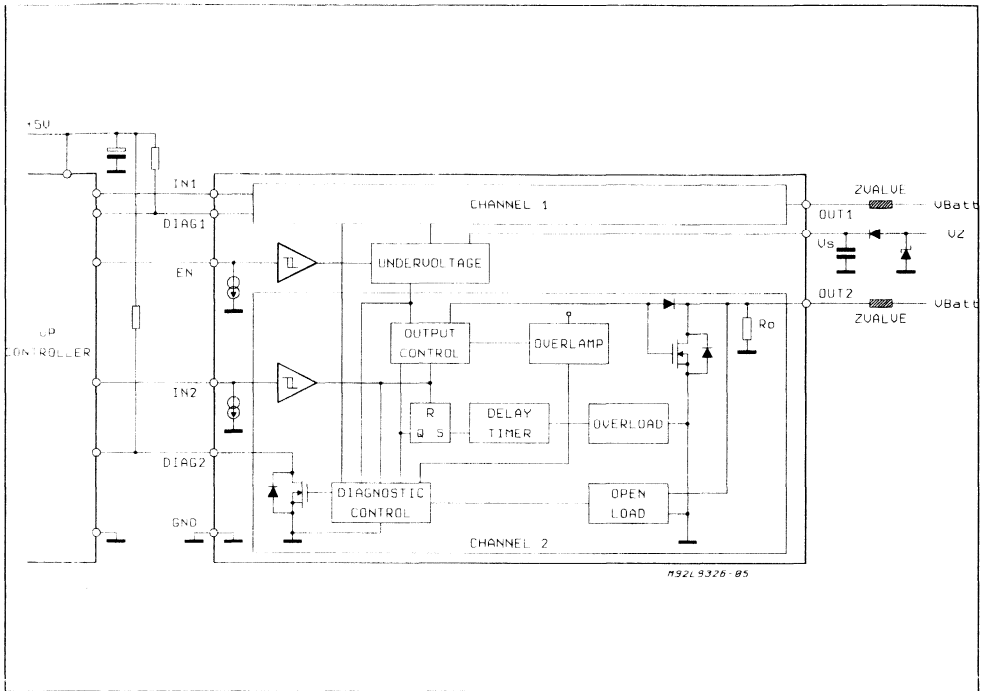 +5V
IN1
DIAG1
EN
UP
CONTROLLER
IN2
DIAG2
GND
CHANNEL 1
UNDERVOLTAGE
OUTPUT
CONTROL
OVERLAMP
R
Q S
DELAY
TIMER
OVERLOAD
DIAGNOSTIC
CONTROL
OPEN
LOAD
CHANNEL 2
OUT1
ZVALVE
VBatt
Vs
VZ
OUT2
ZVALVE
VBatt
Ro
M92L9326-05